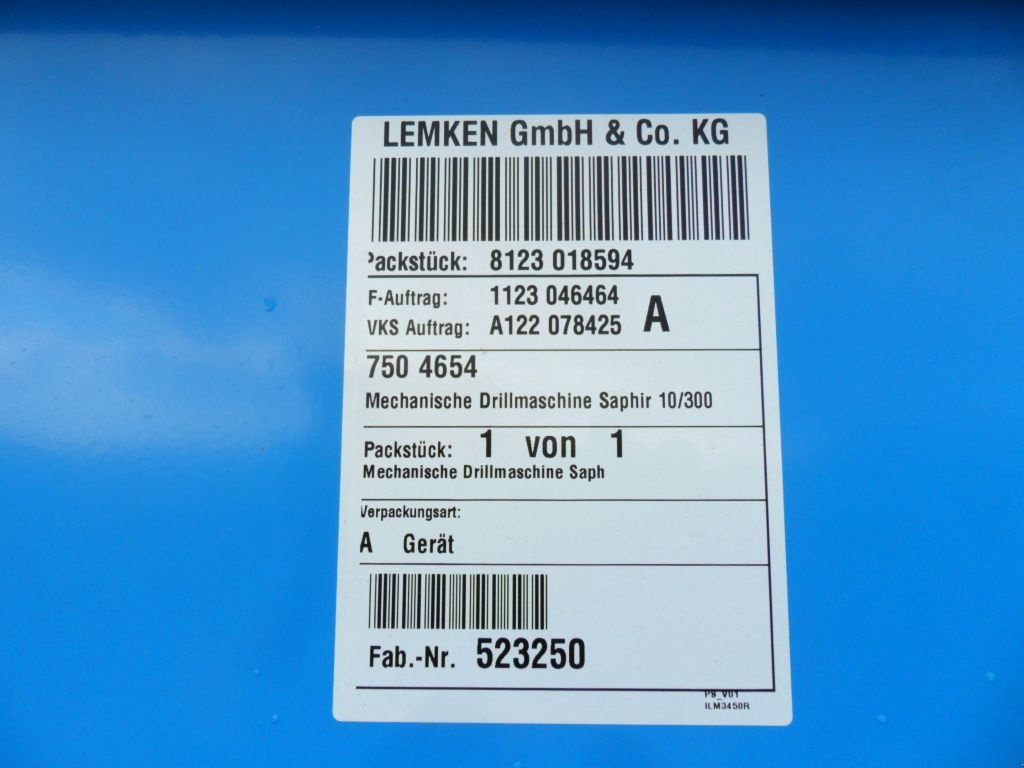 LEMKEN GmbH & Co. KG
Packstück: 8123 018594
F-Auftrag: 1123 046464
VKS Auftrag: A122 078425 A
750 4654
Mechanische Drillmaschine Saphir 10/300
Packstück: 1 von 1
Mechanische Drillmaschine Saph
Verpackungsart:
A Gerät
Fab.-Nr. 523250
P8_V01
ILM3450R